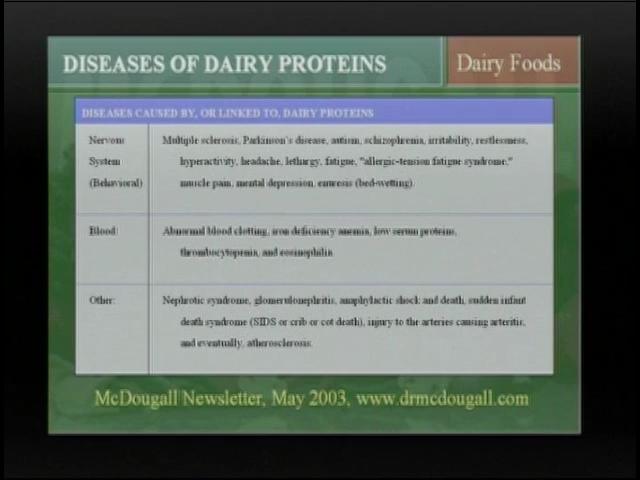 DISEASES OF DAIRY PROTEINS
Dairy Foods
DISEASES CAUSED BY, OR LINKED TO, DAIRY PROTEINS
Nervous System (Behavioral)
Multiple sclerosis, Parkinson's disease, autism, schizophrenia, irritability, restlessness,
hyperactivity, headache, lethargy, fatigue, "allergic-tension fatigue syndrome,"
muscle pain, mental depression, enuresis (bed-wetting).
Blood:
Abnormal blood clotting, iron deficiency anemia, low serum proteins,
thrombocytopenia, and eosinophilia
Other:
Nephrotic syndrome, glomerulonephritis, anaphylactic shock and death, sudden infant
death syndrome (SIDS or crib or cot death), injury to the arteries causing arteritis,
and eventually, atherosclerosis.
McDougall Newsletter, May 2003, www.drmcdougall.com